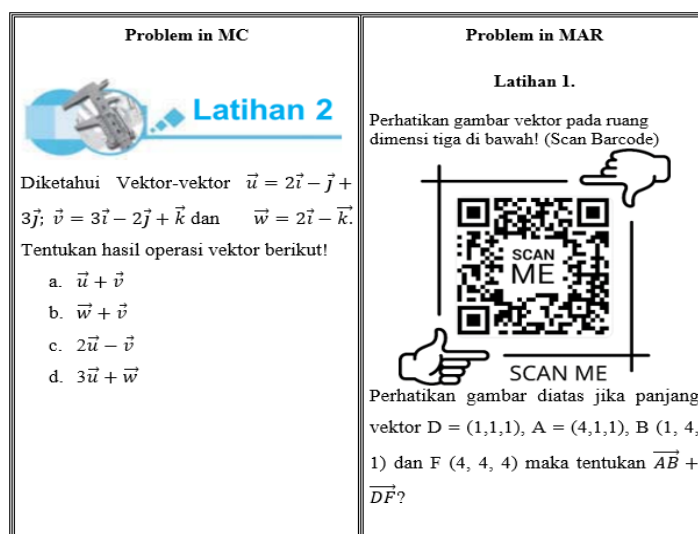 Problem in MC
Latihan 2
Diketahui Vektor-vektor u⃗ = 2i⃗ − j⃗ +
3j⃗; v⃗ = 3i⃗ − 2j⃗ + k⃗ dan w⃗ = 2i⃗ − k⃗.
Tentukan hasil operasi vektor berikut!
a. u⃗ + v⃗
b. w⃗ + v⃗
c. 2u⃗ − v⃗
d. 3u⃗ + w⃗
Problem in MAR
Latihan 1.
Perhatikan gambar vektor pada ruang
dimensi tiga di bawah! (Scan Barcode)
SCAN
ME
SCAN ME
Perhatikan gambar diatas jika panjang
vektor D = (1,1,1), A = (4,1,1), B (1, 4,
1) dan F (4, 4, 4) maka tentukan AB⃗ +
DF⃗?